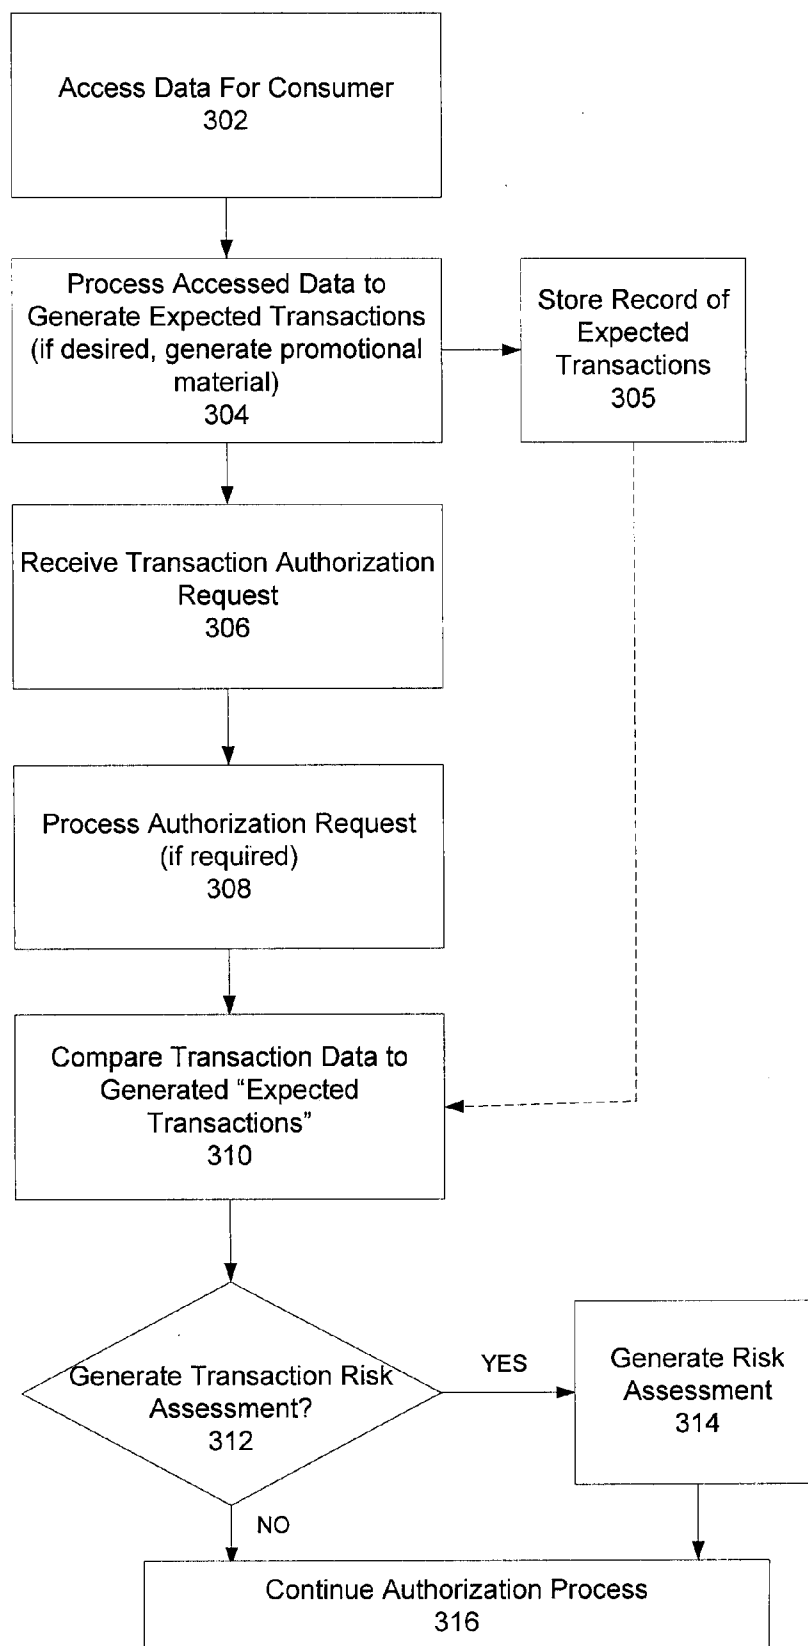 Access Data For Consumer
302
Process Accessed Data to
Generate Expected Transactions
(if desired, generate promotional
material)
304
Store Record of
Expected
Transactions
305
Receive Transaction Authorization
Request
306
Process Authorization Request
(if required)
308
Compare Transaction Data to
Generated “Expected
Transactions”
310
Generate Transaction Risk
Assessment?
312
YES
Generate Risk
Assessment
314
NO
Continue Authorization Process
316